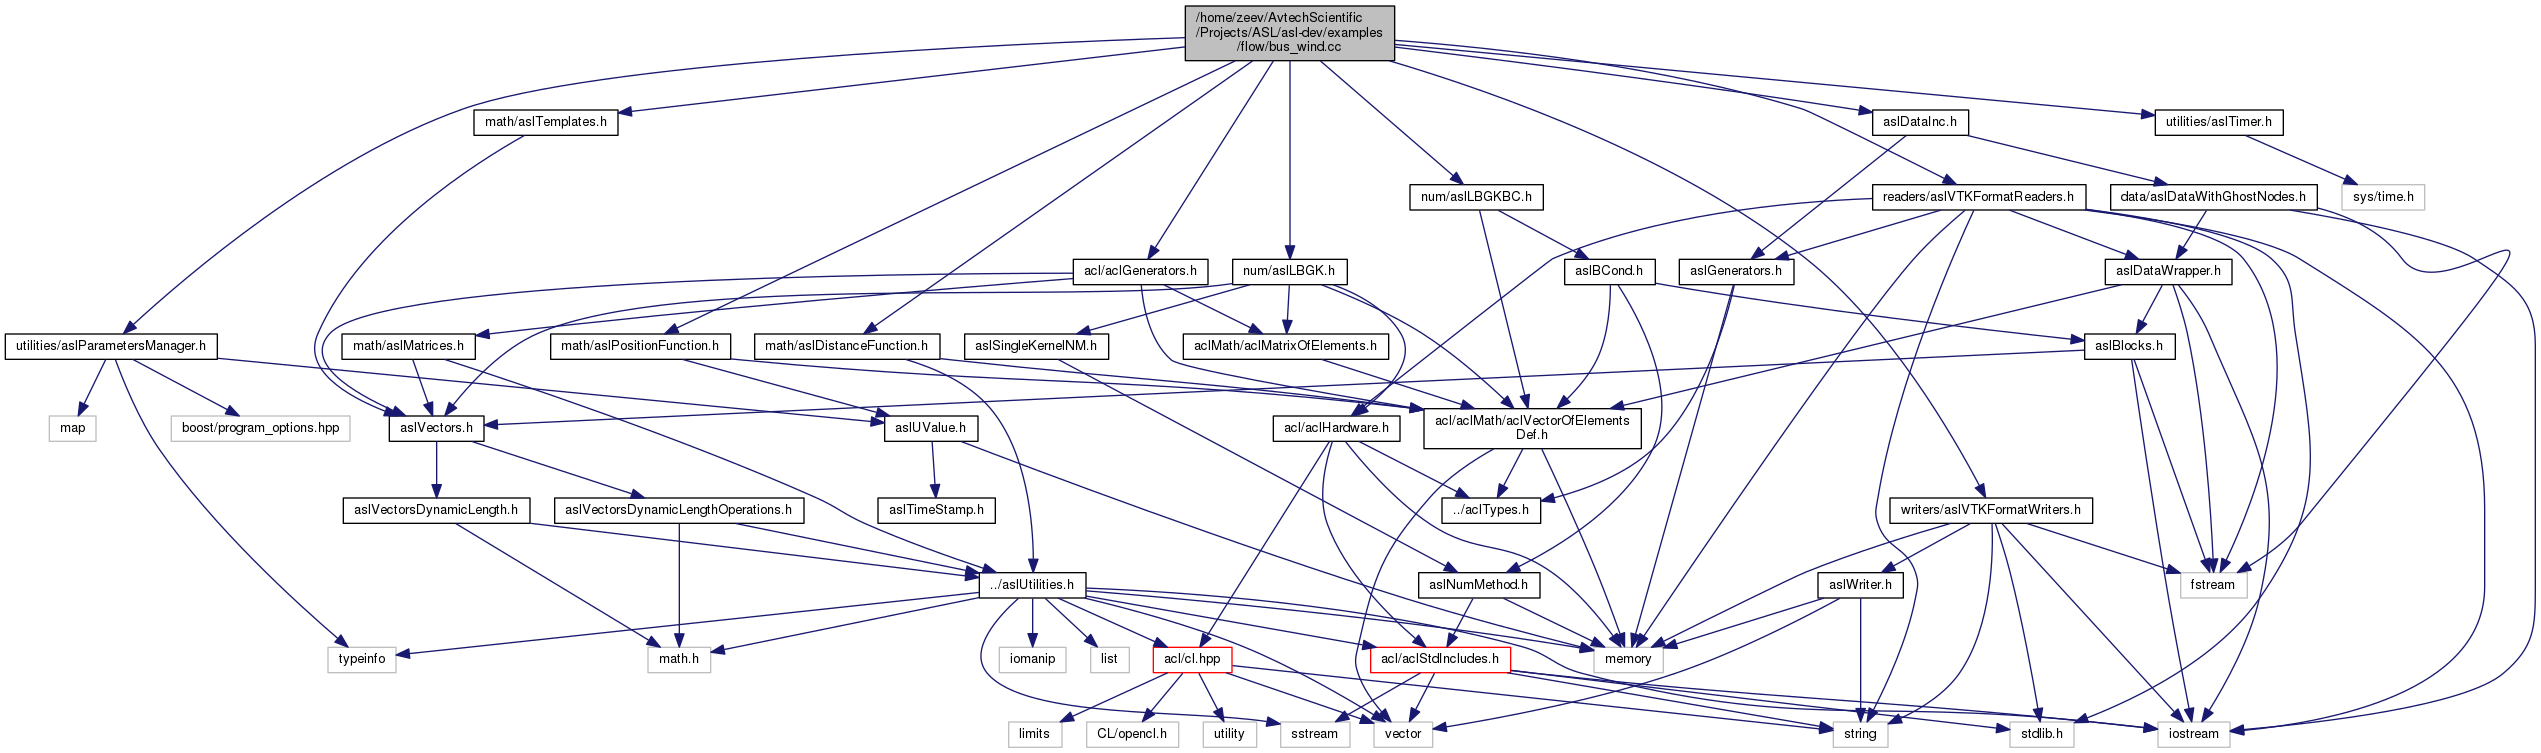 /home/zeev/AvtechScientific
/Projects/ASL/asl-dev/examples
/flow/bus_wind.cc
math/aslTemplates.h
aslDataInc.h
utilities/aslTimer.h
num/aslLBGKBC.h
readers/aslVTKFormatReaders.h
data/aslDataWithGhostNodes.h
sys/time.h
acl/aclGenerators.h
num/aslLBGK.h
aslBCond.h
aslGenerators.h
aslDataWrapper.h
utilities/aslParametersManager.h
math/aslMatrices.h
math/aslPositionFunction.h
math/aslDistanceFunction.h
aslSingleKernelNM.h
aclMath/aclMatrixOfElements.h
aslBlocks.h
map
boost/program_options.hpp
aslVectors.h
aslUValue.h
acl/aclHardware.h
acl/aclMath/aclVectorOfElements
Def.h
aslVectorsDynamicLength.h
aslVectorsDynamicLengthOperations.h
aslTimeStamp.h
../aclTypes.h
writers/aslVTKFormatWriters.h
../aslUtilities.h
aslNumMethod.h
aslWriter.h
fstream
typeinfo
math.h
iomanip
list
acl/cl.hpp
acl/aclStdIncludes.h
memory
limits
CL/opencl.h
utility
sstream
vector
string
stdlib.h
iostream